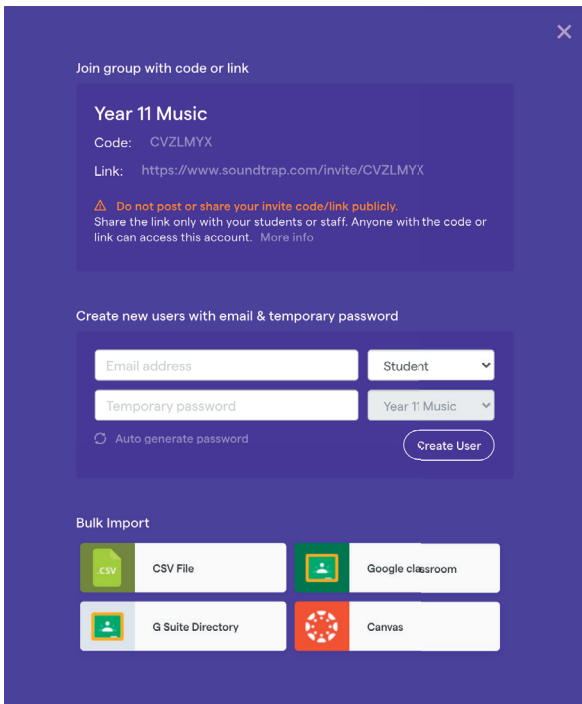 Join group with code or link
Year 11 Music
Code: CVZLMYX
Link: https://www.soundtrap.com/invite/CVZLMYX
Do not post or share your invite code/link publicly.
Share the link only with your students or staff. Anyone with the code or
link can access this account. More info
Create new users with email & temporary password
Email address
Student
Temporary password
Year 11 Music
Auto generate password
Create User
Bulk Import
.CSV
CSV File
Google classroom
G Suite Directory
Canvas